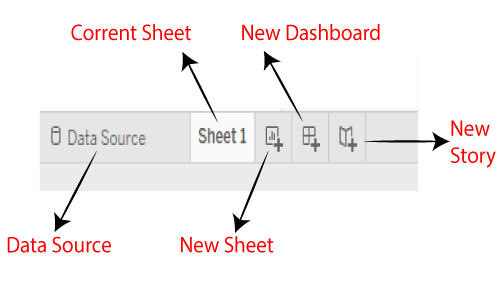 Corrent Sheet
New Dashboard
Data Source
Sheet 1
New
Story
Data Source
New Sheet